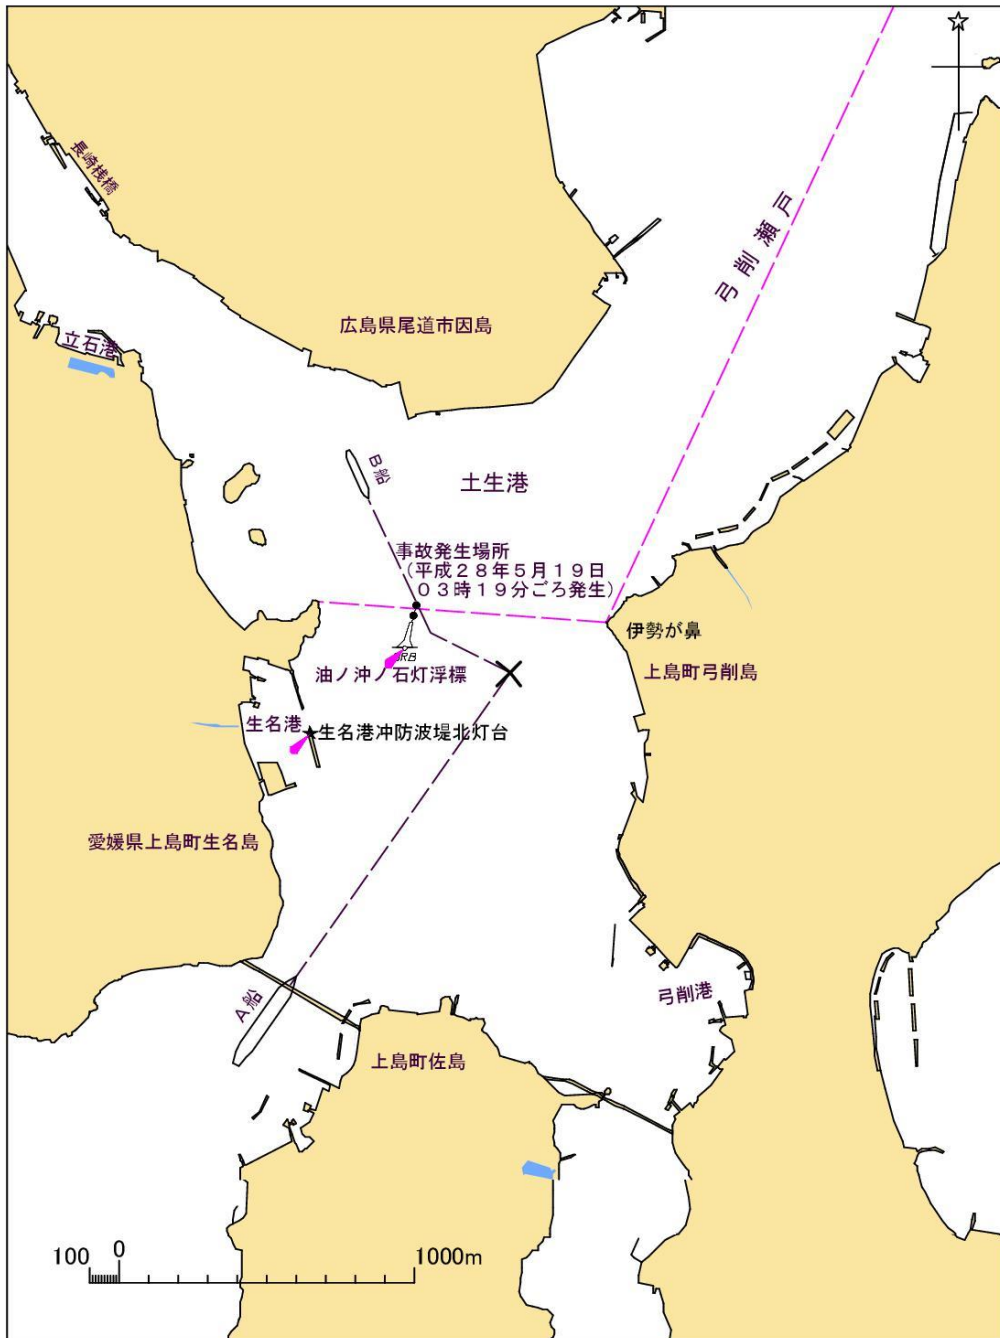 長崎桟橋
弓削瀬戸
広島県尾道市因島
立石港
B船
土生港
事故発生場所
(平成28年5月19日
03時19分ごろ発生)
伊勢が鼻
BRB
油ノ沖ノ石灯浮標
上島町弓削島
生名港
生名港沖防波堤北灯台
愛媛県上島町生名島
弓削港
A船
上島町佐島
100 0 1000m